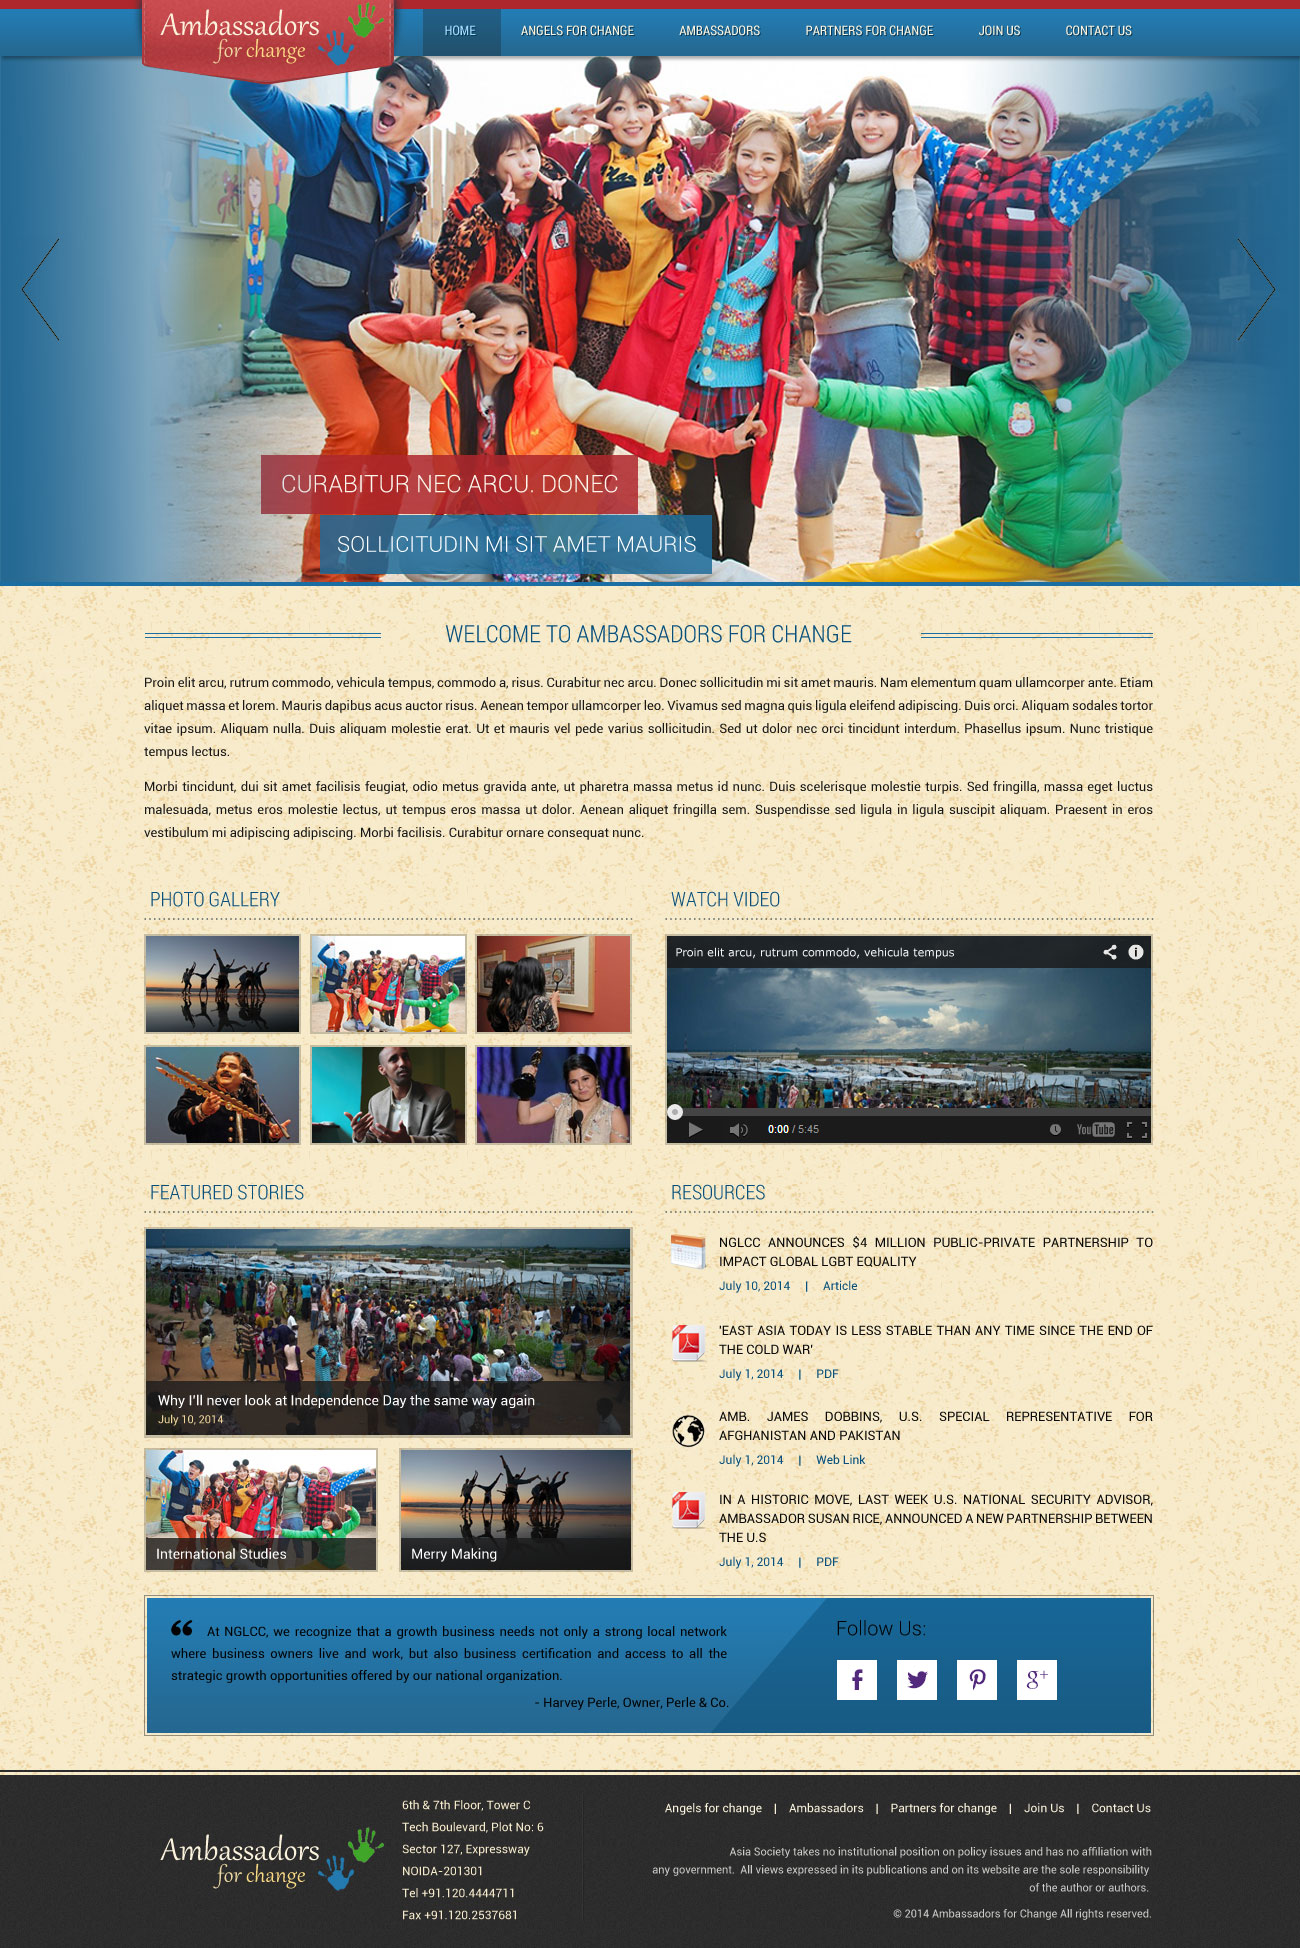 Ambassadors
for change
HOME
ANGELS FOR CHANGE
AMBASSADORS
PARTNERS FOR CHANGE
JOIN US
CONTACT US
CURABITUR NEC ARCU. DONEC
SOLLICITUDIN MI SIT AMET MAURIS
WELCOME TO AMBASSADORS FOR CHANGE
Proin elit arcu, rutrum commodo, vehicula tempus, commodo a, risus. Curabitur nec arcu. Donec sollicitudin mi sit amet mauris. Nam elementum quam ullamcorper ante. Etiam
aliquet massa et lorem. Mauris dapibus acus auctor risus. Aenean tempor ullamcorper leo. Vivamus sed magna quis ligula eleifend adipiscing. Duis orci. Aliquam sodales tortor
vitae ipsum. Aliquam nulla. Duis aliquam molestie erat. Ut et mauris vel pede varius sollicitudin. Sed ut dolor nec orci tincidunt interdum. Phasellus ipsum. Nunc tristique
tempus lectus.
Morbi tincidunt, dui sit amet facilisis feugiat, odio metus gravida ante, ut pharetra massa metus id nunc. Duis scelerisque molestie turpis. Sed fringilla, massa eget luctus
malesuada, metus eros molestie lectus, ut tempus eros massa ut dolor. Aenean aliquet fringilla sem. Suspendisse sed ligula in ligula suscipit aliquam. Praesent in eros
vestibulum mi adipiscing adipiscing. Morbi facilisis. Curabitur ornare consequat nunc.
PHOTO GALLERY
WATCH VIDEO
Proin elit arcu, rutrum commodo, vehicula tempus
0:00 / 5:45
YouTube
FEATURED STORIES
Why I'll never look at Independence Day the same way again
July 10, 2014
International Studies
Merry Making
RESOURCES
NGLCC ANNOUNCES $4 MILLION PUBLIC-PRIVATE PARTNERSHIP TO
IMPACT GLOBAL LGBT EQUALITY
July 10, 2014 | Article
'EAST ASIA TODAY IS LESS STABLE THAN ANY TIME SINCE THE END OF
THE COLD WAR'
July 1, 2014 | PDF
AMB. JAMES DOBBINS, U.S. SPECIAL REPRESENTATIVE FOR
AFGHANISTAN AND PAKISTAN
July 1, 2014 | Web Link
IN A HISTORIC MOVE, LAST WEEK U.S. NATIONAL SECURITY ADVISOR,
AMBASSADOR SUSAN RICE, ANNOUNCED A NEW PARTNERSHIP BETWEEN
THE U.S
July 1, 2014 | PDF
“ At NGLCC, we recognize that a growth business needs not only a strong local network
where business owners live and work, but also business certification and access to all the
strategic growth opportunities offered by our national organization.
- Harvey Perle, Owner, Perle & Co.
Follow Us:
f
g+
Ambassadors
for change
6th & 7th Floor, Tower C
Tech Boulevard, Plot No: 6
Sector 127, Expressway
NOIDA-201301
Tel +91.120.4444711
Fax +91.120.2537681
Angels for change | Ambassadors | Partners for change | Join Us | Contact Us
Asia Society takes no institutional position on policy issues and has no affiliation with
any government. All views expressed in its publications and on its website are the sole responsibility
of the author or authors.
© 2014 Ambassadors for Change All rights reserved.